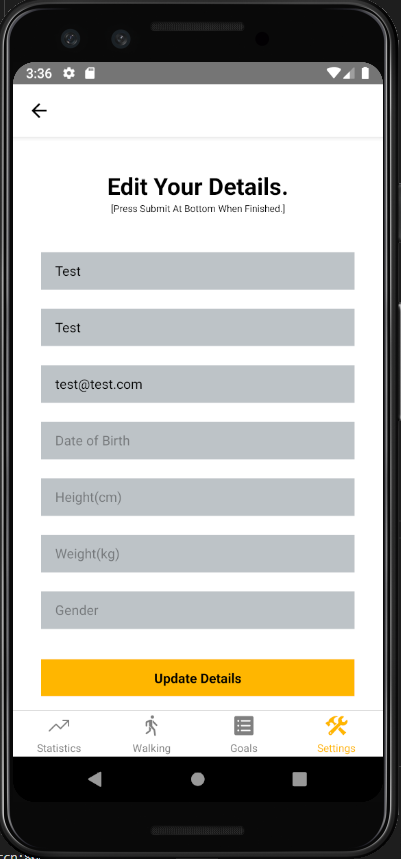 3:36
Edit Your Details.
[Press Submit At Bottom When Finished.]
Test
Test
test@test.com
Date of Birth
Height(cm)
Weight(kg)
Gender
Update Details
Statistics Walking Goals Settings